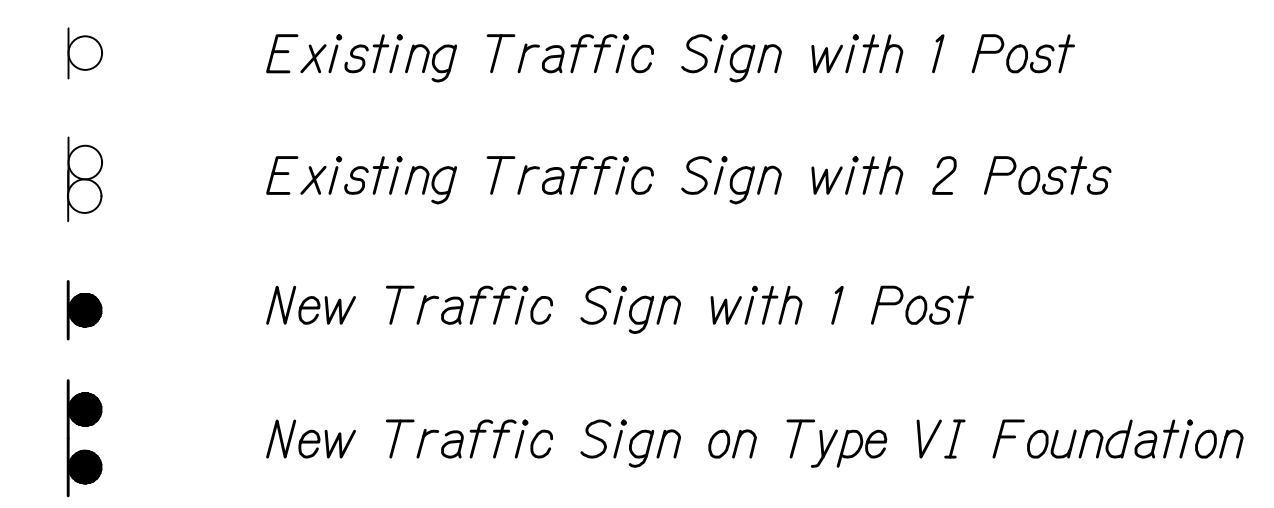 Existing Traffic Sign with 1 Post
Existing Traffic Sign with 2 Posts
New Traffic Sign with 1 Post
New Traffic Sign on Type VI Foundation